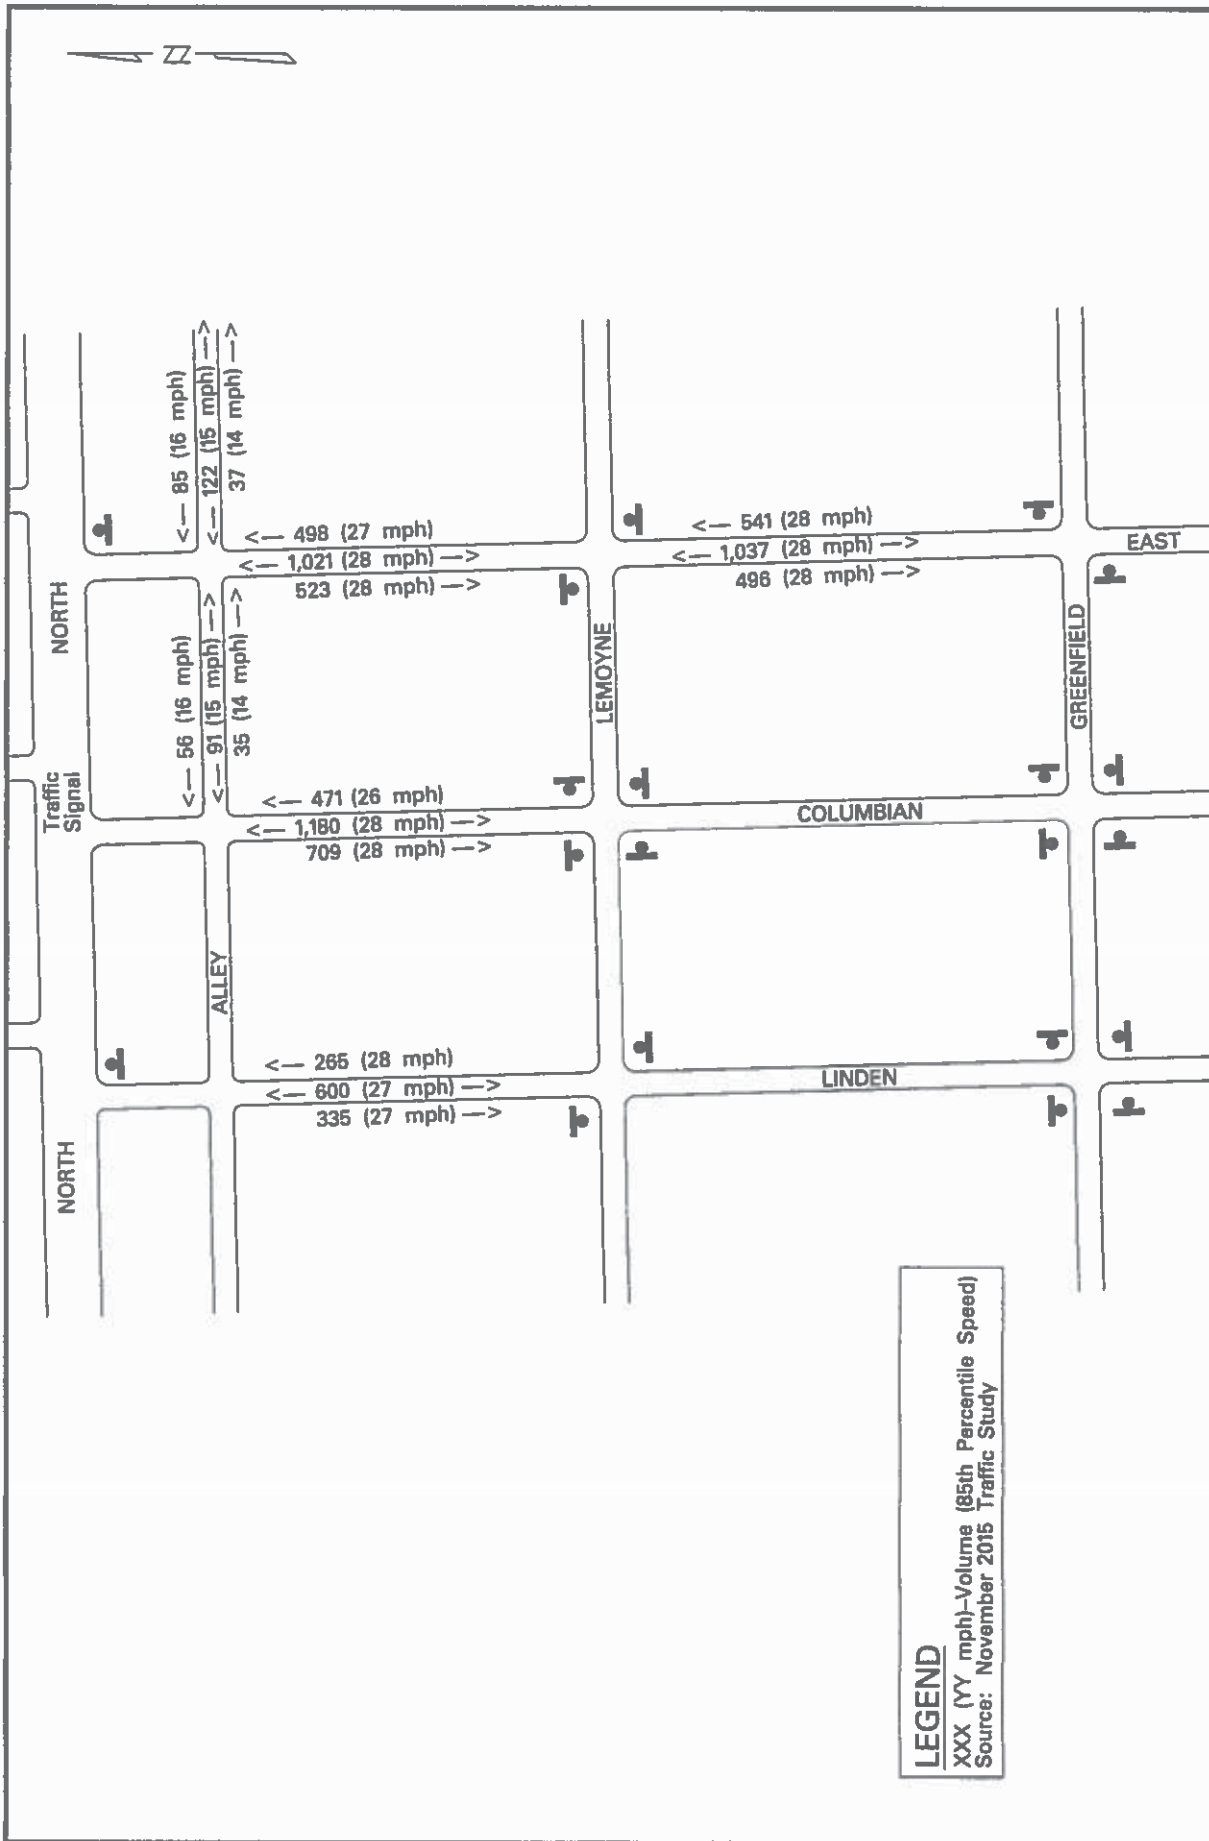 N
NORTH
Traffic
Signal
NORTH
<— 85 (16 mph)
<— 122 (15 mph) —>
37 (14 mph) —>
<— 56 (16 mph)
<— 91 (15 mph) —>
35 (14 mph) —>
ALLEY
<— 498 (27 mph)
<— 1,021 (28 mph) —>
523 (28 mph) —>
<— 471 (26 mph)
<— 1,180 (28 mph) —>
709 (28 mph) —>
<— 265 (28 mph)
<— 600 (27 mph) —>
335 (27 mph) —>
LEMOYNE
<— 541 (28 mph)
<— 1,037 (28 mph) —>
496 (28 mph) —>
COLUMBIAN
LINDEN
GREENFIELD
EAST
LEGEND
XXX (YY mph)–Volume (85th Percentile Speed)
Source: November 2015 Traffic Study